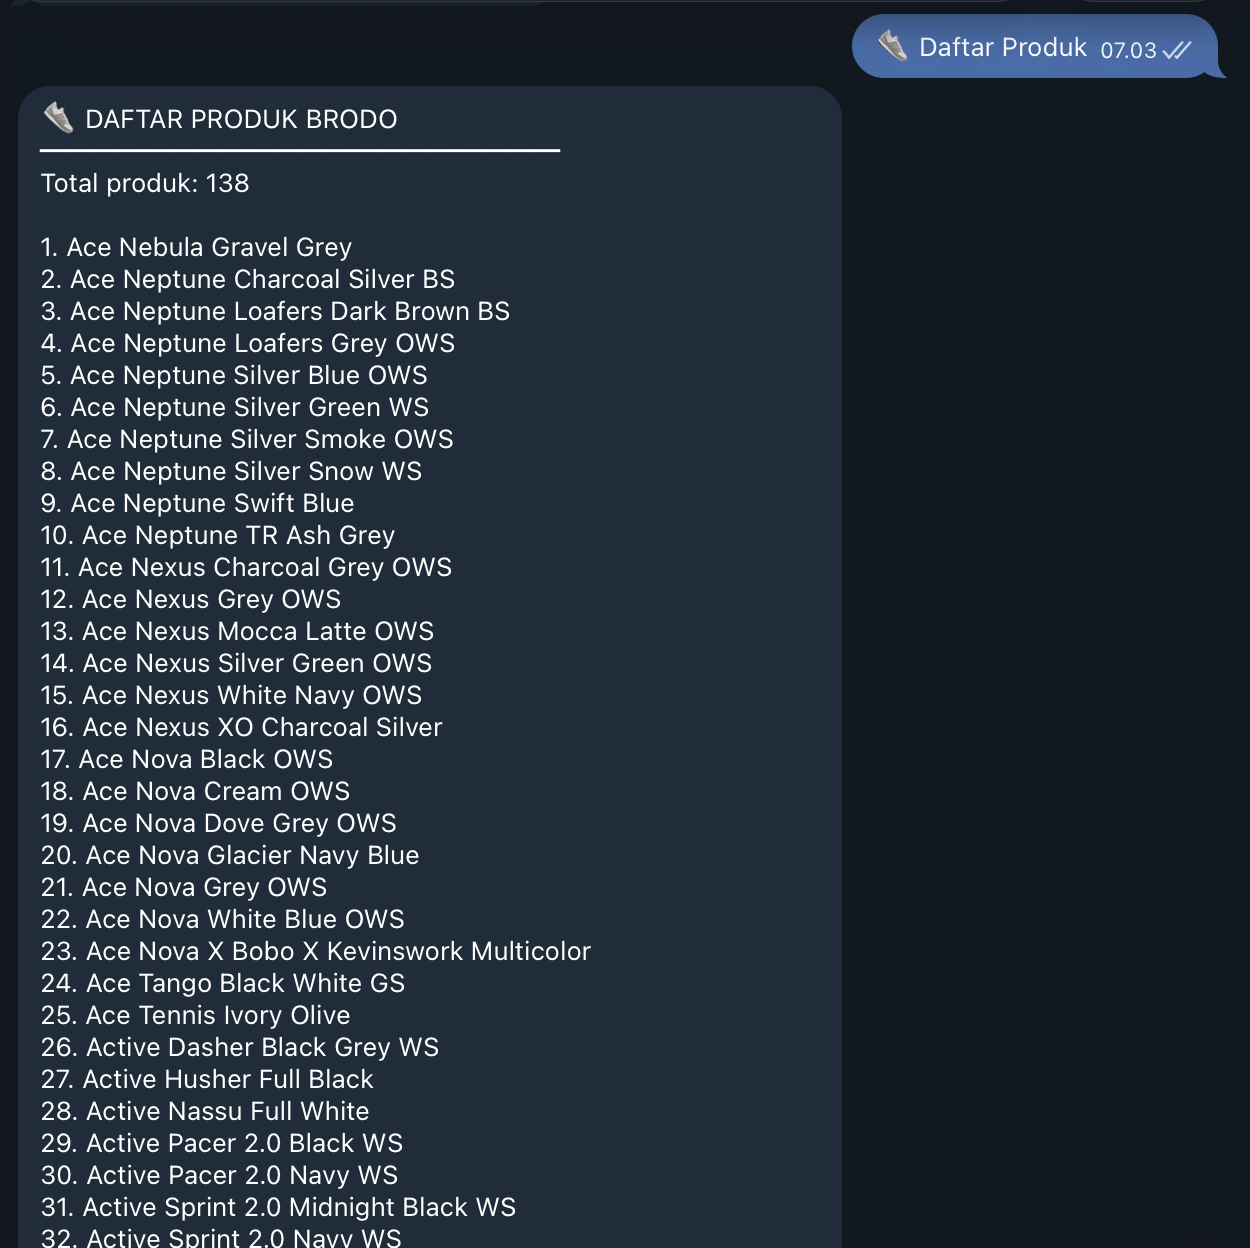 Daftar Produk 07.03
DAFTAR PRODUK BRODO
Total produk: 138
1. Ace Nebula Gravel Grey
2. Ace Neptune Charcoal Silver BS
3. Ace Neptune Loafers Dark Brown BS
4. Ace Neptune Loafers Grey OWS
5. Ace Neptune Silver Blue OWS
6. Ace Neptune Silver Green WS
7. Ace Neptune Silver Smoke OWS
8. Ace Neptune Silver Snow WS
9. Ace Neptune Swift Blue
10. Ace Neptune TR Ash Grey
11. Ace Nexus Charcoal Grey OWS
12. Ace Nexus Grey OWS
13. Ace Nexus Mocca Latte OWS
14. Ace Nexus Silver Green OWS
15. Ace Nexus White Navy OWS
16. Ace Nexus XO Charcoal Silver
17. Ace Nova Black OWS
18. Ace Nova Cream OWS
19. Ace Nova Dove Grey OWS
20. Ace Nova Glacier Navy Blue
21. Ace Nova Grey OWS
22. Ace Nova White Blue OWS
23. Ace Nova X Bobo X Kevinswork Multicolor
24. Ace Tango Black White GS
25. Ace Tennis Ivory Olive
26. Active Dasher Black Grey WS
27. Active Husher Full Black
28. Active Nassu Full White
29. Active Pacer 2.0 Black WS
30. Active Pacer 2.0 Navy WS
31. Active Sprint 2.0 Midnight Black WS
32. Active Sprint 2.0 Navy WS